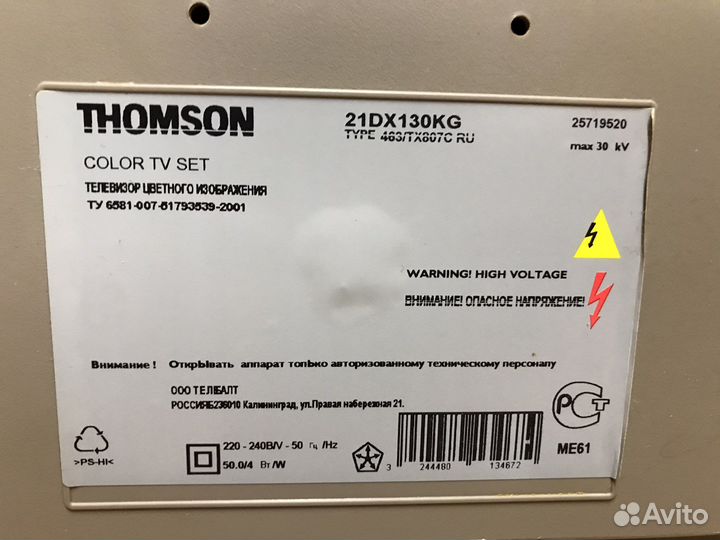 THOMSON
21DX130KG
TYPE 463/TX807C RU
25719520
max 30 kV
COLOR TV SET
ТЕЛЕВИЗОР ЦВЕТНОГО ИЗОБРАЖЕНИЯ
ТУ 6581-007-51793539-2001
WARNING! HIGH VOLTAGE
ВНИМАНИЕ! ОПАСНОЕ НАПРЯЖЕНИЕ!
Внимание ! Открывать аппарат только авторизованному техническому персоналу
ООО ТЕЛЕБАЛТ
РОССИЯ 236010 Калининград, ул.Правая набережная 21.
РСТ
ME61
>PS-HI<
220 - 240В/V - 50 Гц /Hz
50.0/4 Вт/W
3 244480 134672
Avito